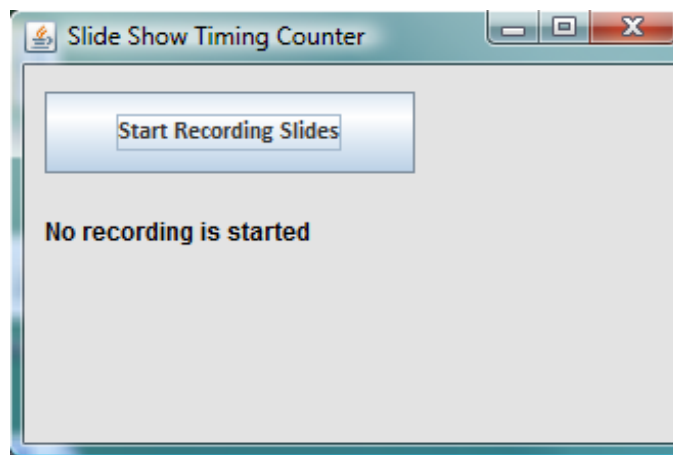 Slide Show Timing Counter
Start Recording Slides
No recording is started